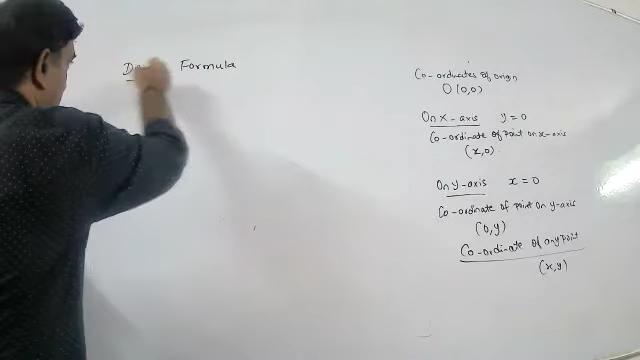 Formula
Co-ordinates of origin
O (0,0)
On X-axis y=0
Co-ordinate of point on x-axis
(x,0)
On y-axis x=0
Co-ordinate of point on y-axis
(0,y)
Co-ordinate of any point
(x,y)